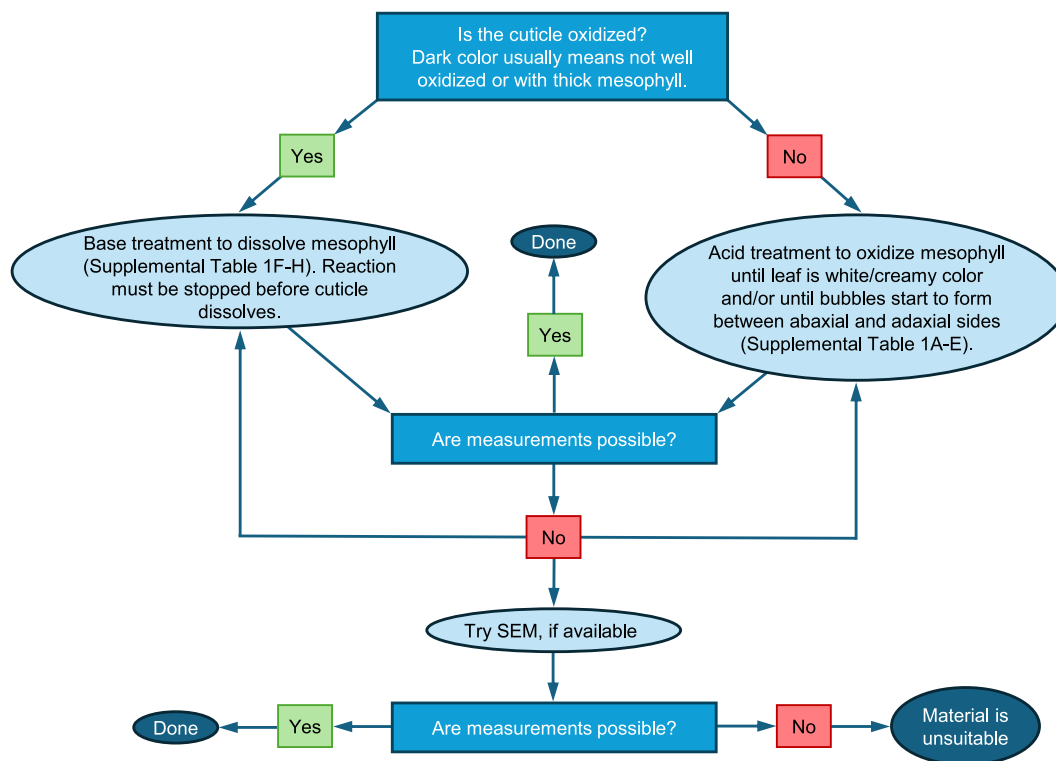 Is the cuticle oxidized?
Dark color usually means not well
oxidized or with thick mesophyll.
Yes
No
Base treatment to dissolve mesophyll
(Supplemental Table 1F-H). Reaction
must be stopped before cuticle
dissolves.
Done
Acid treatment to oxidize mesophyll
until leaf is white/creamy color
and/or until bubbles start to form
between abaxial and adaxial sides
(Supplemental Table 1A-E).
Yes
Are measurements possible?
No
Try SEM, if available
Done
Yes
Are measurements possible?
No
Material is
unsuitable